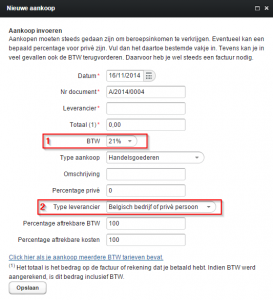 Nieuwe aankoop
Aankoop invoeren
Aankopen moeten steeds gedaan zijn om beroepsinkomen te verkrijgen. Eventueel kan een
bepaald percentage voor privé zijn. Vul dan het daartoe bestemde vakje in. Tevens kan je in
veel gevallen ook de BTW terugvorderen. Daarvoor heb je wel steeds een factuur nodig.
Datum * 16/11/2014
Nr document * A/2014/0004
Leverancier *
Totaal (1) * 0,00
1 BTW 21%
Type aankoop Handelsgoederen
Omschrijving
Percentage privé 0
2 Type leverancier Belgisch bedrijf of privé persoon
Percentage aftrekbare BTW 100
Percentage aftrekbare kosten 100
Click hier als je aankoop meerdere BTW tarieven bevat.
(1) Het totaal is het bedrag op de factuur of rekening dat je betaald hebt. Indien BTW werd
aangerekend, is dit bedrag inclusief BTW.
Opslaan